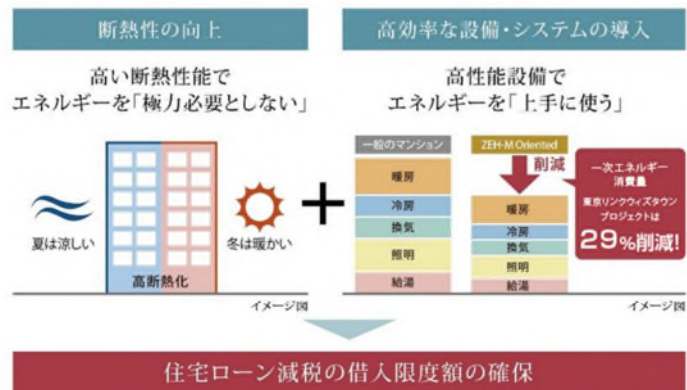 断熱性の向上
高い断熱性能で
エネルギーを「極力必要としない」
夏は涼しい
冬は暖かい
高断熱化
イメージ図
+
高効率な設備・システムの導入
高性能設備で
エネルギーを「上手に使う」
一般のマンション
暖房
冷房
換気
照明
給湯
ZEH-M Oriented
削減
暖房
冷房
換気
照明
給湯
一次エネルギー
消費量
東京リンクウィズタウン
プロジェクトは
29%削減!
イメージ図
住宅ローン減税の借入限度額の確保